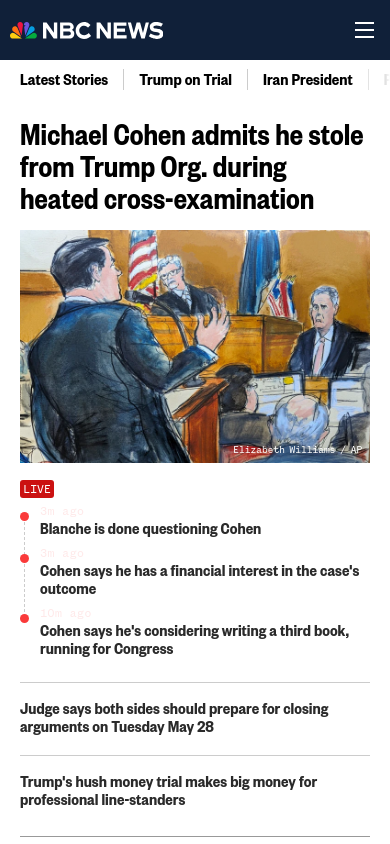 NBC NEWS
Latest Stories
Trump on Trial
Iran President
Michael Cohen admits he stole
from Trump Org. during
heated cross-examination
Elizabeth Williams / AP
LIVE
3m ago
Blanche is done questioning Cohen
3m ago
Cohen says he has a financial interest in the case's
outcome
10m ago
Cohen says he's considering writing a third book,
running for Congress
Judge says both sides should prepare for closing
arguments on Tuesday May 28
Trump's hush money trial makes big money for
professional line-standers